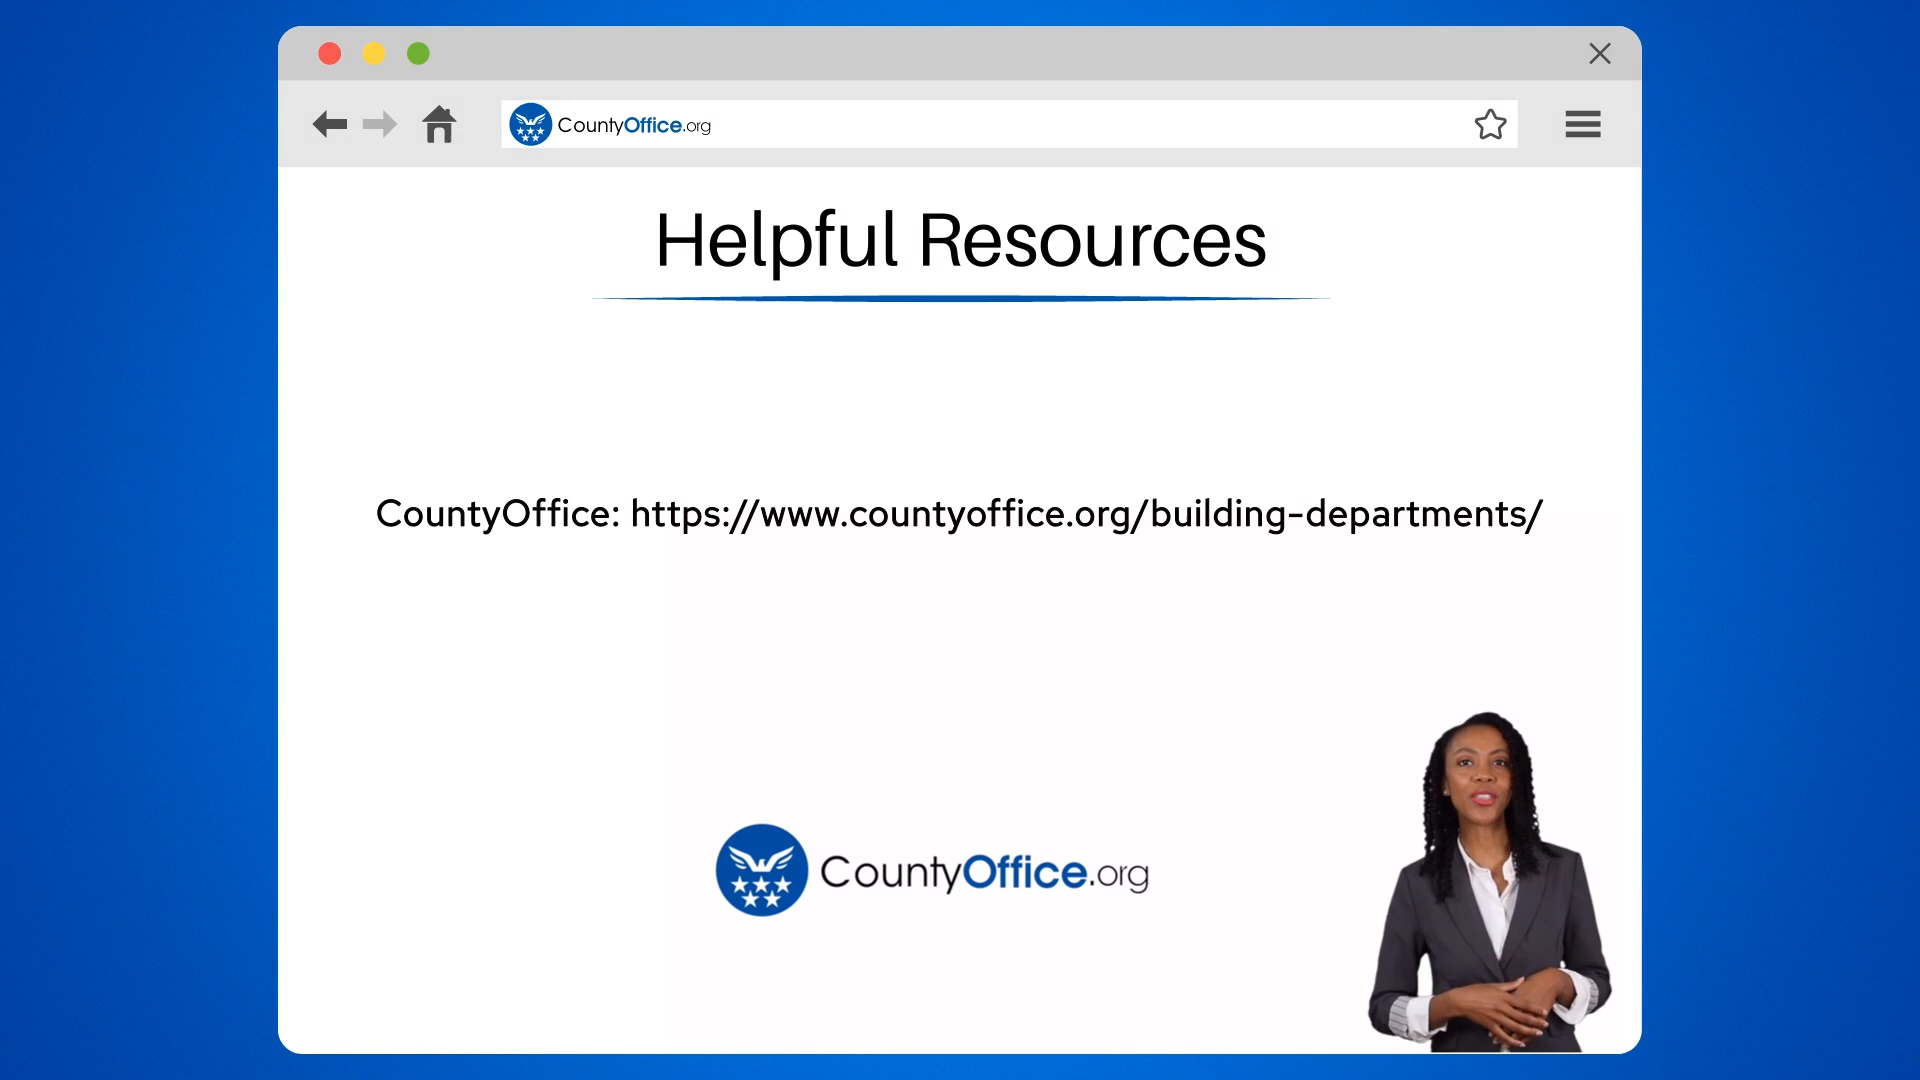 CountyOffice.org
Helpful Resources
CountyOffice: https://www.countyoffice.org/building-departments/
CountyOffice.org